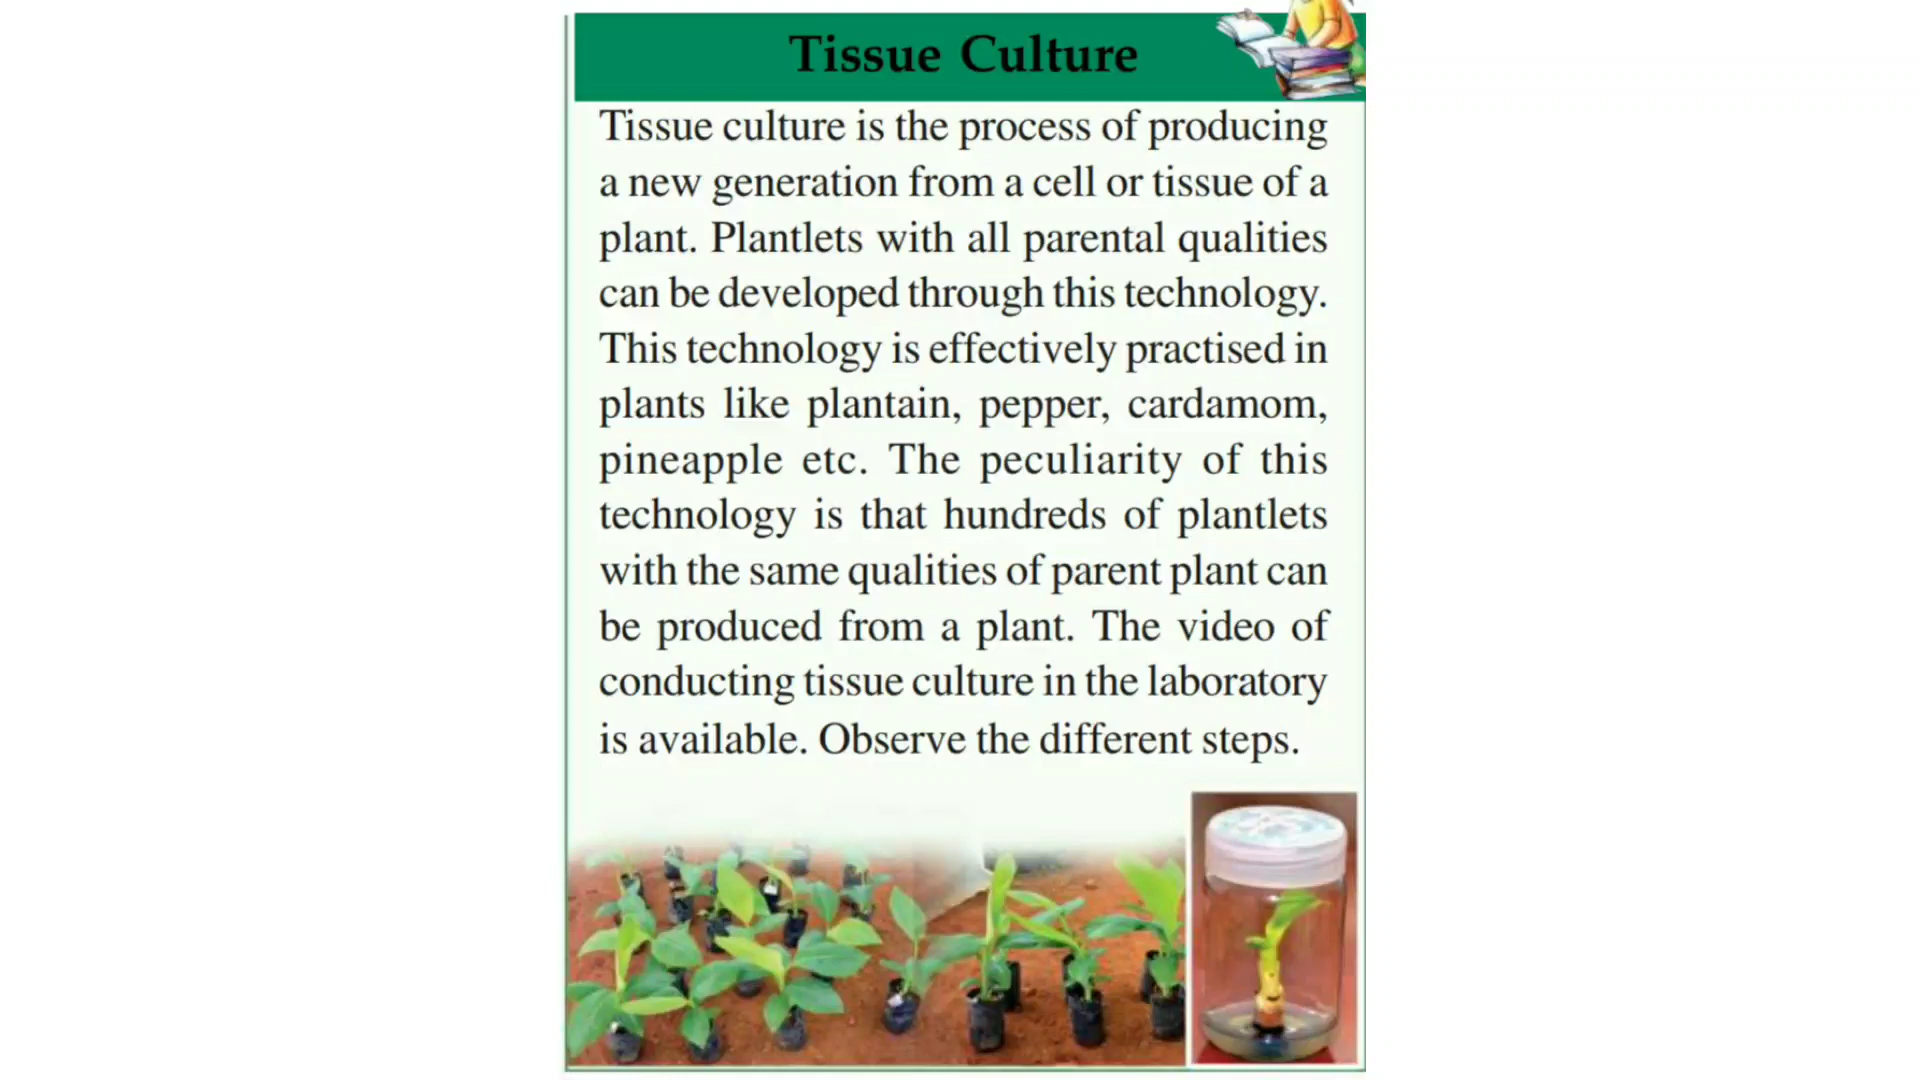 Tissue Culture
Tissue culture is the process of producing
a new generation from a cell or tissue of a
plant. Plantlets with all parental qualities
can be developed through this technology.
This technology is effectively practised in
plants like plantain, pepper, cardamom,
pineapple etc. The peculiarity of this
technology is that hundreds of plantlets
with the same qualities of parent plant can
be produced from a plant. The video of
conducting tissue culture in the laboratory
is available. Observe the different steps.